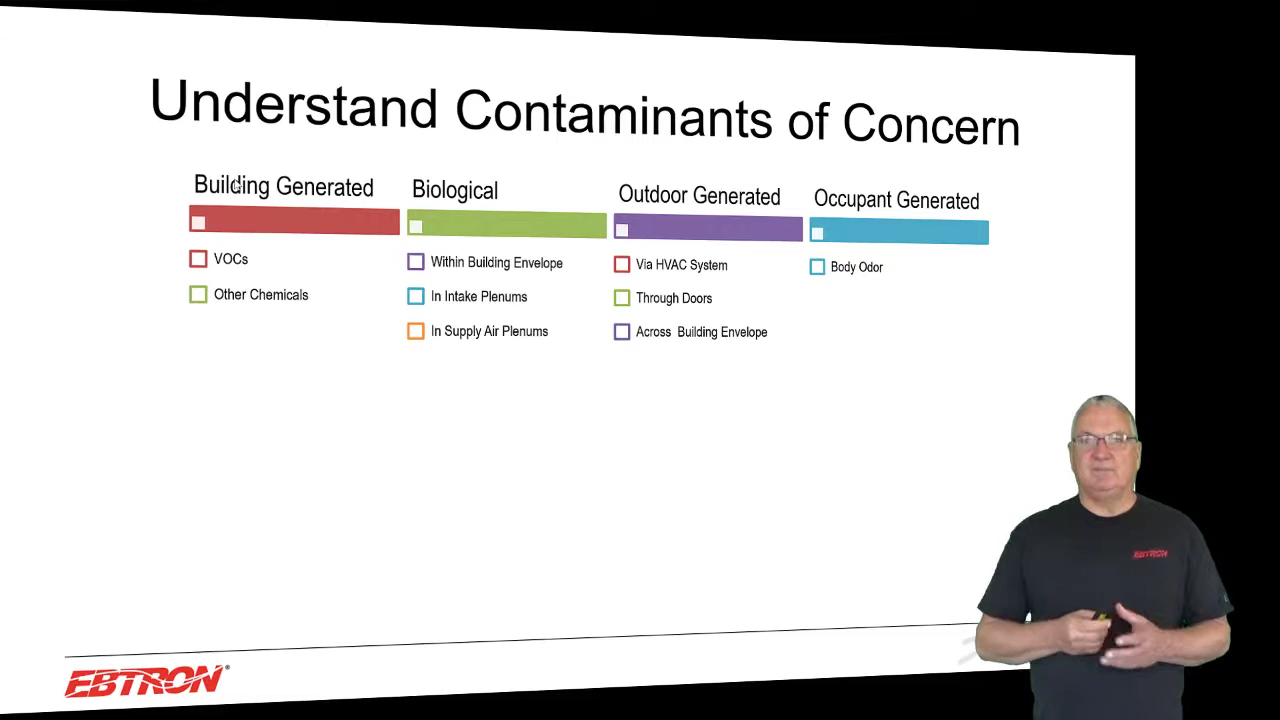 Understand Contaminants of Concern
Building Generated
VOCs
Other Chemicals
Biological
Within Building Envelope
In Intake Plenums
In Supply Air Plenums
Outdoor Generated
Via HVAC System
Through Doors
Across Building Envelope
Occupant Generated
Body Odor
EBTRON
EBTRON®